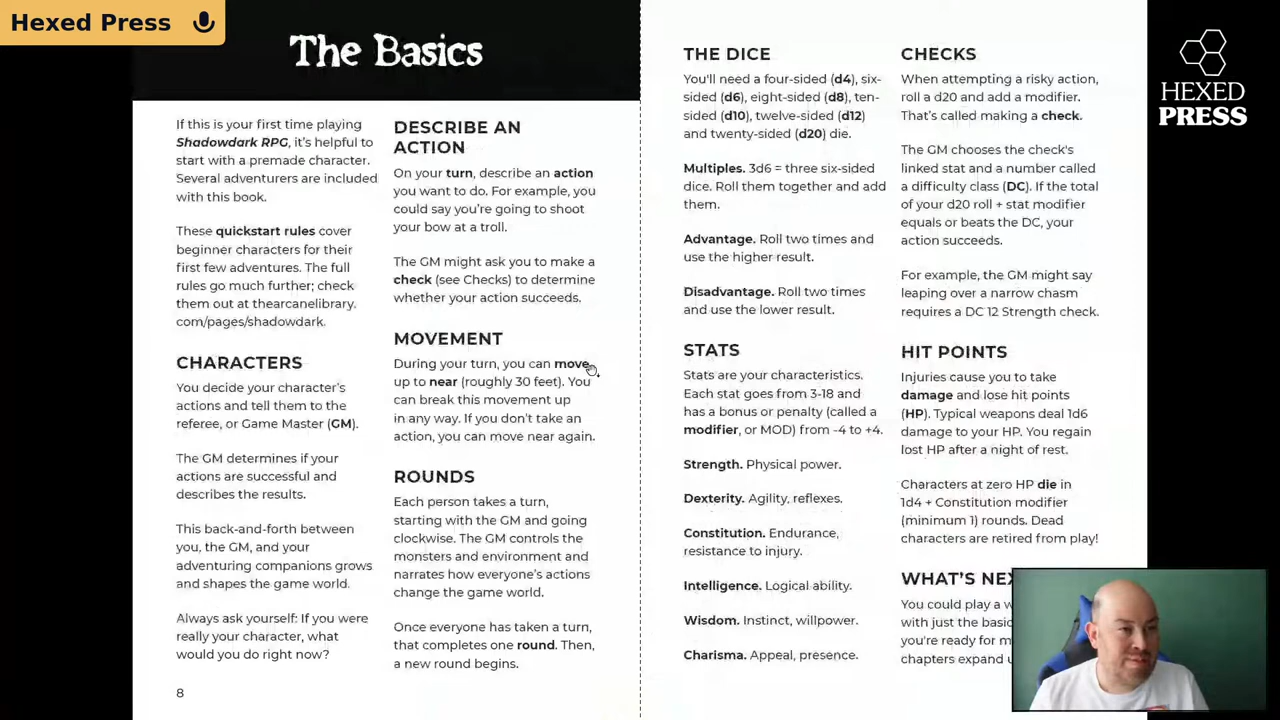 Hexed Press
The Basics
If this is your first time playing
Shadowdark RPG, it's helpful to
start with a premade character.
Several adventurers are included
with this book.
These quickstart rules cover
beginner characters for their
first few adventures. The full
rules go much further; check
them out at thearcanelibrary.
com/pages/shadowdark.
CHARACTERS
You decide your character's
actions and tell them to the
referee, or Game Master (GM).
The GM determines if your
actions are successful and
describes the results.
This back-and-forth between
you, the GM, and your
adventuring companions grows
and shapes the game world.
Always ask yourself: If you were
really your character, what
would you do right now?
8
DESCRIBE AN
ACTION
On your turn, describe an action
you want to do. For example, you
could say you're going to shoot
your bow at a troll.
The GM might ask you to make a
check (see Checks) to determine
whether your action succeeds.
MOVEMENT
During your turn, you can move
up to near (roughly 30 feet). You
can break this movement up
in any way. If you don't take an
action, you can move near again.
ROUNDS
Each person takes a turn,
starting with the GM and going
clockwise. The GM controls the
monsters and environment and
narrates how everyone's actions
change the game world.
Once everyone has taken a turn,
that completes one round. Then,
a new round begins.
THE DICE
You'll need a four-sided (d4), six-
sided (d6), eight-sided (d8), ten-
sided (d10), twelve-sided (d12)
and twenty-sided (d20) die.
Multiples. 3d6 = three six-sided
dice. Roll them together and add
them.
Advantage. Roll two times and
use the higher result.
Disadvantage. Roll two times
and use the lower result.
STATS
Stats are your characteristics.
Each stat goes from 3-18 and
has a bonus or penalty (called a
modifier, or MOD) from -4 to +4.
Strength. Physical power.
Dexterity. Agility, reflexes.
Constitution. Endurance,
resistance to injury.
Intelligence. Logical ability.
Wisdom. Instinct, willpower.
Charisma. Appeal, presence.
CHECKS
When attempting a risky action,
roll a d20 and add a modifier.
That's called making a check.
The GM chooses the check's
linked stat and a number called
a difficulty class (DC). If the total
of your d20 roll + stat modifier
equals or beats the DC, your
action succeeds.
For example, the GM might say
leaping over a narrow chasm
requires a DC 12 Strength check.
HIT POINTS
Injuries cause you to take
damage and lose hit points
(HP). Typical weapons deal 1d6
damage to your HP. You regain
lost HP after a night of rest.
Characters at zero HP die in
1d4 + Constitution modifier
(minimum 1) rounds. Dead
characters are retired from play!
WHAT'S
You could play a
with just the
you're ready for
chapters expand
HEXED
PRESS